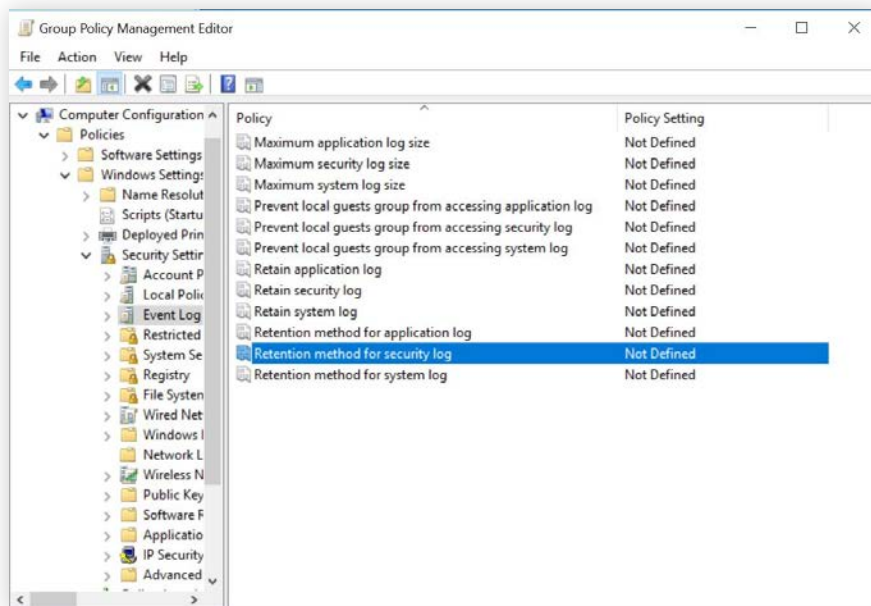 Group Policy Management Editor
File Action View Help
Computer Configuration
Policies
Software Settings
Windows Settings
Name Resolut
Scripts (Startu
Deployed Prin
Security Settin
Account P
Local Polic
Event Log
Restricted
System Se
Registry
File System
Wired Net
Windows
Network L
Wireless N
Public Key
Software R
Applicatio
IP Security
Advanced
Policy Policy Setting
Maximum application log size Not Defined
Maximum security log size Not Defined
Maximum system log size Not Defined
Prevent local guests group from accessing application log Not Defined
Prevent local guests group from accessing security log Not Defined
Prevent local guests group from accessing system log Not Defined
Retain application log Not Defined
Retain security log Not Defined
Retain system log Not Defined
Retention method for application log Not Defined
Retention method for security log Not Defined
Retention method for system log Not Defined